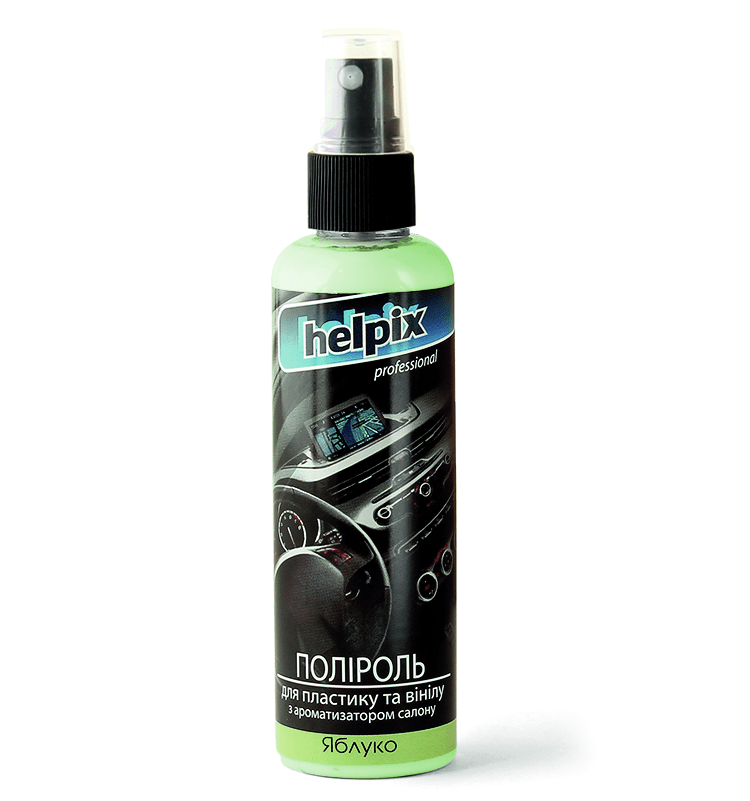 helpix
professional
ПОЛІРОЛЬ
для пластику та вінілу
з ароматизатором салону
Яблуко